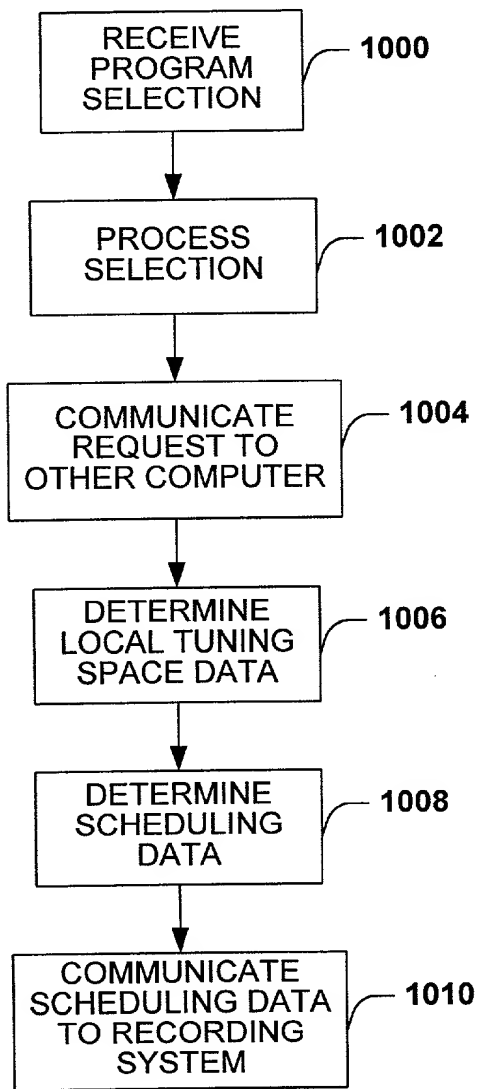 RECEIVE
PROGRAM
SELECTION
1000
PROCESS
SELECTION
1002
COMMUNICATE
REQUEST TO
OTHER COMPUTER
1004
DETERMINE
LOCAL TUNING
SPACE DATA
1006
DETERMINE
SCHEDULING
DATA
1008
COMMUNICATE
SCHEDULING DATA
TO RECORDING
SYSTEM
1010